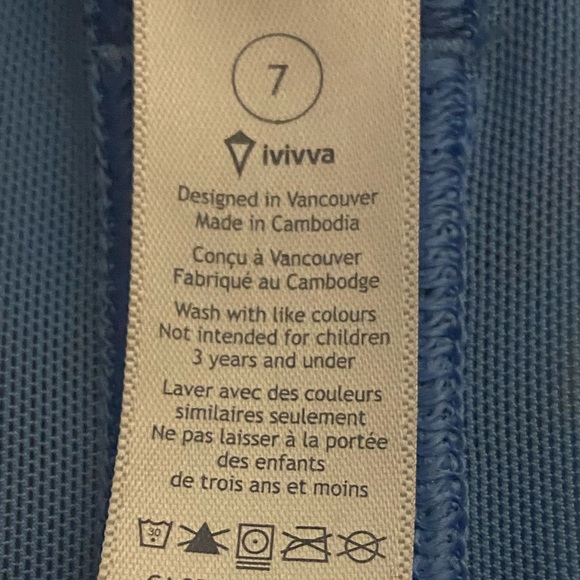 7
ivivva
Designed in Vancouver
Made in Cambodia
Conçu à Vancouver
Fabriqué au Cambodge
Wash with like colours
Not intended for children
3 years and under
Laver avec des couleurs
similaires seulement
Ne pas laisser à la portée
des enfants
de trois ans et moins
30